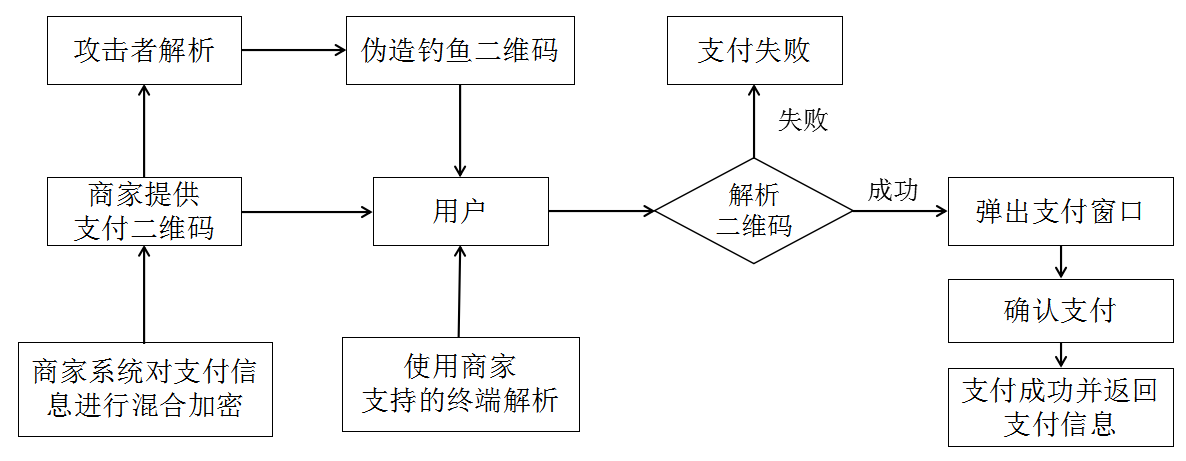 攻击者解析
伪造钓鱼二维码
支付失败
失败
商家提供
支付二维码
用户
解析
二维码
成功
弹出支付窗口
确认支付
商家系统对支付信
息进行混合加密
使用商家
支持的终端解析
支付成功并返回
支付信息